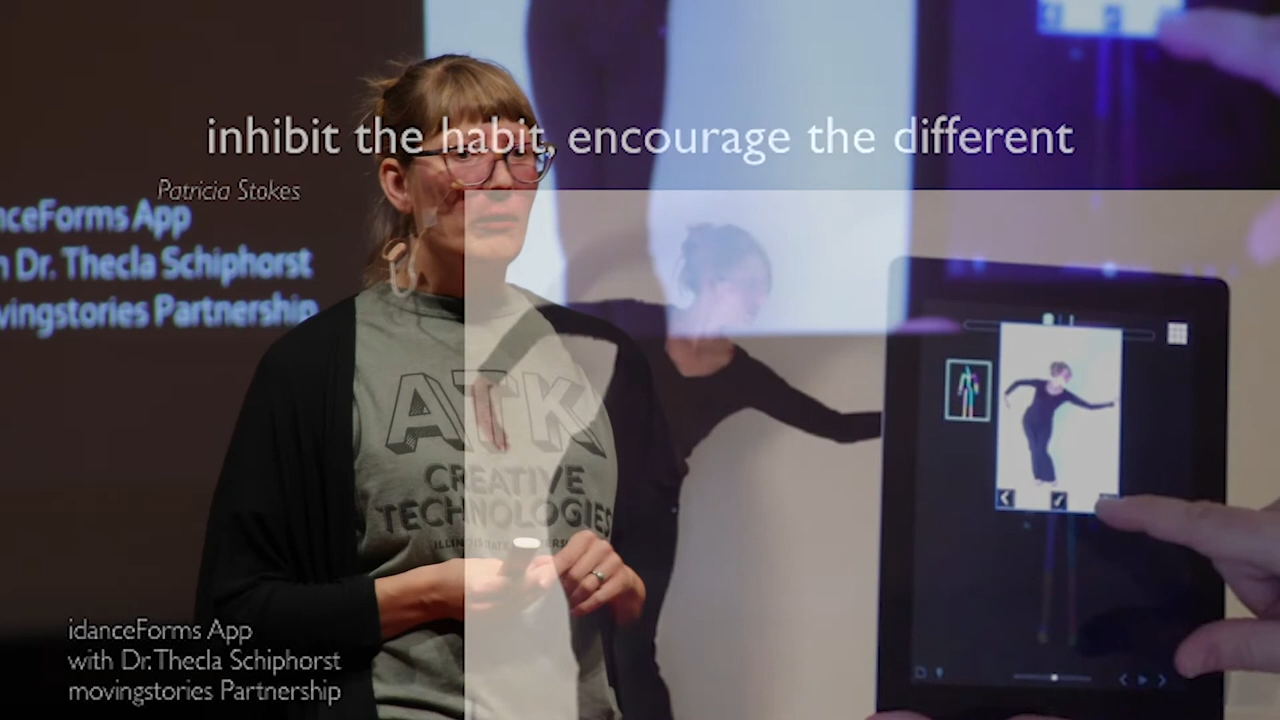 inhibit the habit, encourage the different
Patricia Stokes
nceForms App
Dr. Thecla Schiphorst
vingstories Partnership
ATK
CREATIVE
TECHNOLOGIES
idanceForms App
with Dr. Thecla Schiphorst
movingstories Partnership